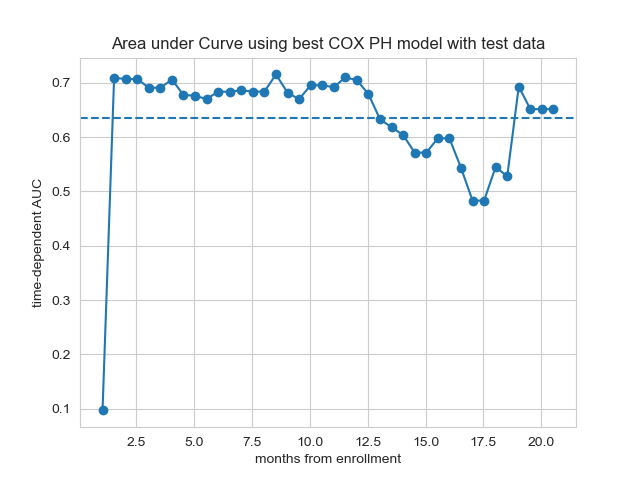 Area under Curve using best COX PH model with test data
time-dependent AUC
0.7
0.6
0.5
0.4
0.3
0.2
0.1
2.5 5.0 7.5 10.0 12.5 15.0 17.5 20.0
months from enrollment